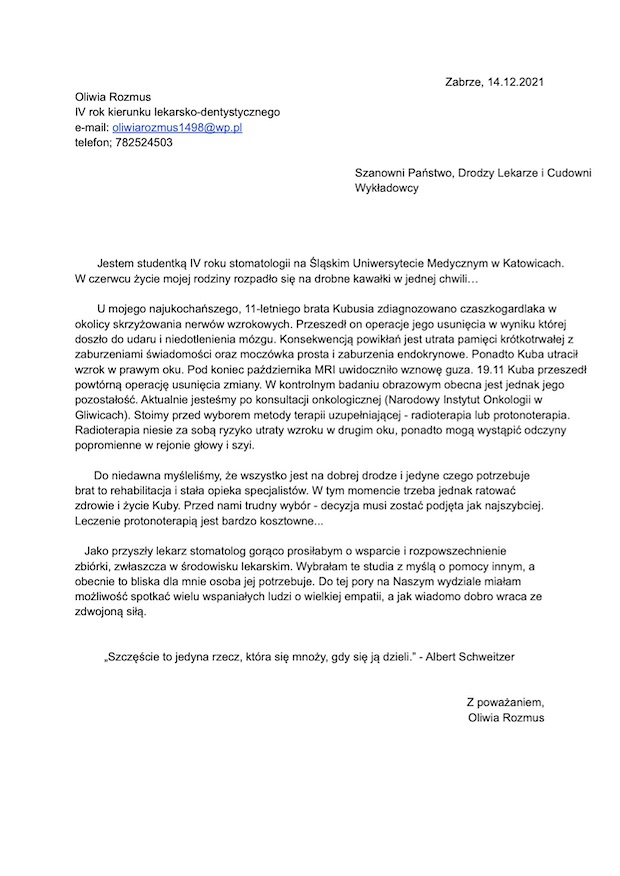 Zabrze, 14.12.2021
Oliwia Rozmus
IV rok kierunku lekarsko-dentystycznego
e-mail: oliwiarozmus1498@wp.pl
telefon; 782524503
Szanowni Państwo, Drodzy Lekarze i Cudowni
Wykładowcy
Jestem studentką IV roku stomatologii na Śląskim Uniwersytecie Medycznym w Katowicach.
W czerwcu życie mojej rodziny rozpadło się na drobne kawałki w jednej chwili…
U mojego najukochańszego, 11-letniego brata Kubusia zdiagnozowano czaszkogardlaka w
okolicy skrzyżowania nerwów wzrokowych. Przeszedł on operacje jego usunięcia w wyniku której
doszło do udaru i niedotlenienia mózgu. Konsekwencją powikłań jest utrata pamięci krótkotrwałej z
zaburzeniami świadomości oraz moczówka prosta i zaburzenia endokrynowe. Ponadto Kuba utracił
wzrok w prawym oku. Pod koniec października MRI uwidoczniło wznowę guza. 19.11 Kuba przeszedł
powtórną operację usunięcia zmiany. W kontrolnym badaniu obrazowym obecna jest jednak jego
pozostałość. Aktualnie jesteśmy po konsultacji onkologicznej (Narodowy Instytut Onkologii w
Gliwicach). Stoimy przed wyborem metody terapii uzupełniającej - radioterapia lub protonoterapia.
Radioterapia niesie za sobą ryzyko utraty wzroku w drugim oku, ponadto mogą wystąpić odczyny
popromienne w rejonie głowy i szyi.
Do niedawna myśleliśmy, że wszystko jest na dobrej drodze i jedyne czego potrzebuje
brat to rehabilitacja i stała opieka specjalistów. W tym momencie trzeba jednak ratować
zdrowie i życie Kuby. Przed nami trudny wybór - decyzja musi zostać podjęta jak najszybciej.
Leczenie protonoterapią jest bardzo kosztowne...
Jako przyszły lekarz stomatolog gorąco prosiłabym o wsparcie i rozpowszechnienie
zbiórki, zwłaszcza w środowisku lekarskim. Wybrałam te studia z myślą o pomocy innym, a
obecnie to bliska dla mnie osoba jej potrzebuje. Do tej pory na Naszym wydziale miałam
możliwość spotkać wielu wspaniałych ludzi o wielkiej empatii, a jak wiadomo dobro wraca ze
zdwojoną siłą.
„Szczęście to jedyna rzecz, która się mnoży, gdy się ją dzieli.” - Albert Schweitzer
Z poważaniem,
Oliwia Rozmus